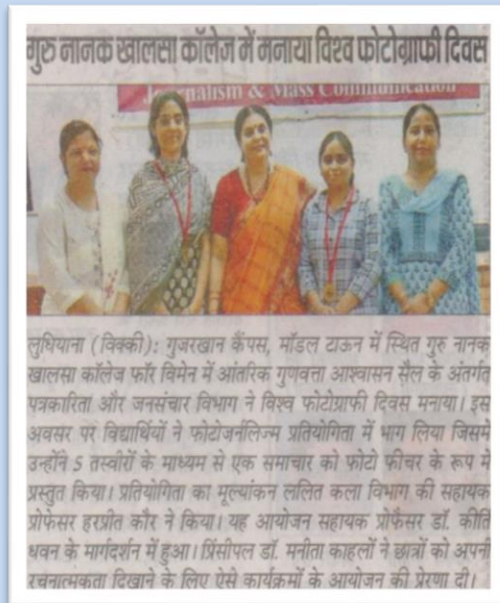 गुरु नानक खालसा कॉलेज में मनाया विश्व फोटोग्राफी दिवस
Journalism & Mass Communication
लुधियाना (विक्की): गुजरखान कैंपस, मॉडल टाऊन में स्थित गुरु नानक
खालसा कॉलेज फॉर विमेन में आंतरिक गुणवत्ता आश्वासन सैल के अंतर्गत
पत्रकारिता और जनसंचार विभाग ने विश्व फोटोग्राफी दिवस मनाया। इस
अवसर पर विद्यार्थियों ने फोटोजर्नलिज्म प्रतियोगिता में भाग लिया जिसमें
उन्होंने 5 तस्वीरों के माध्यम से एक समाचार को फोटो फीचर के रूप में
प्रस्तुत किया। प्रतियोगिता का मूल्यांकन ललित कला विभाग की सहायक
प्रोफेसर हरप्रीत कौर ने किया। यह आयोजन सहायक प्रोफैसर डॉ. कीर्ति
धवन के मार्गदर्शन में हुआ। प्रिंसीपल डॉ. मनीता काहलों ने छात्रों को अपनी
रचनात्मकता दिखाने के लिए ऐसे कार्यक्रमों के आयोजन की प्रेरणा दी।